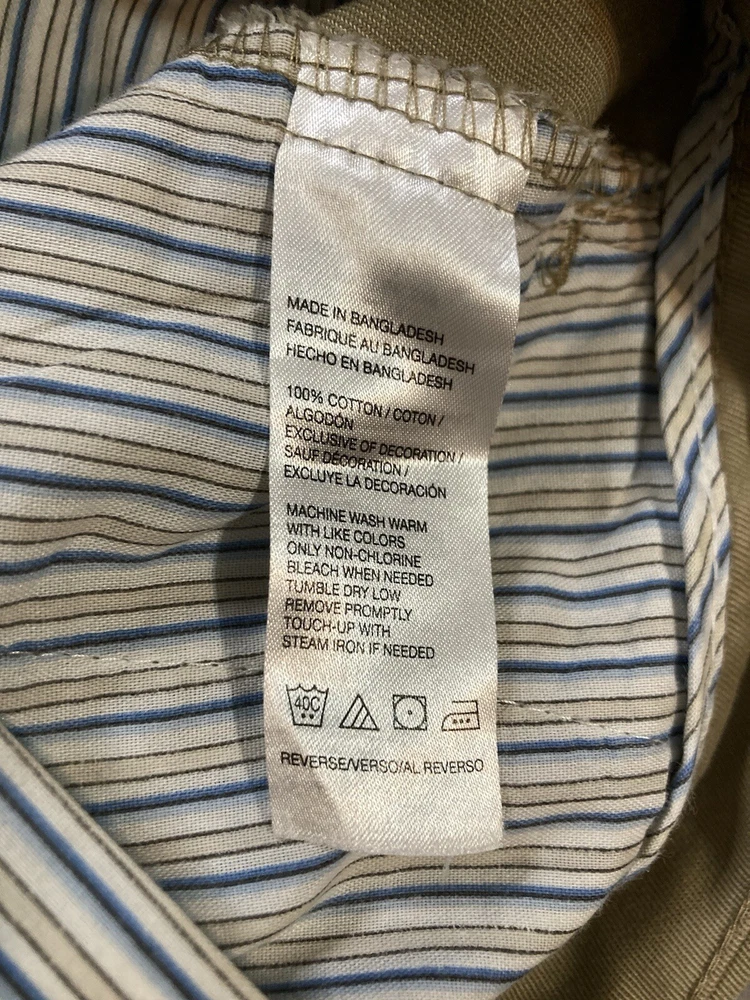 MADE IN BANGLADESH
FABRIQUE AU BANGLADESH
HECHO EN BANGLADESH
100% COTTON / COTON /
ALGODÓN
EXCLUSIVE OF DECORATION /
SAUF DÉCORATION /
EXCLUYE LA DECORACIÓN
MACHINE WASH WARM
WITH LIKE COLORS
ONLY NON-CHLORINE
BLEACH WHEN NEEDED
TUMBLE DRY LOW
REMOVE PROMPTLY
TOUCH-UP WITH
STEAM IRON IF NEEDED
40C
REVERSE/VERSO/AL REVERSO